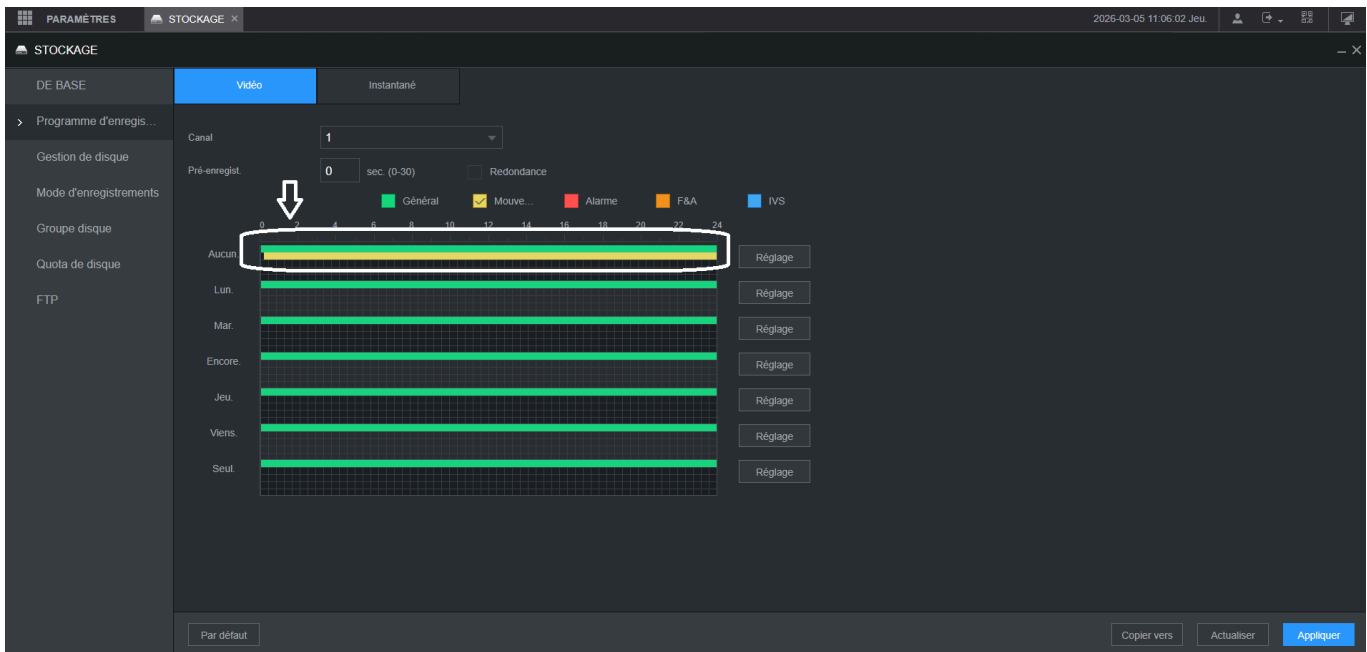 PARAMÈTRES STOCKAGE × 2026-03-05 11:06:02 Jeu.
STOCKAGE
DE BASE
Programme d'enregis...
Gestion de disque
Mode d'enregistrements
Groupe disque
Quota de disque
FTP
Vidéo Instantané
Canal 1
Pré-enregist. 0 sec. (0-30) Redondance
Général Mouve... Alarme F&A IVS
0 2 4 6 8 10 12 14 16 18 20 22 24
Aucun. Réglage
Lun. Réglage
Mar. Réglage
Encore. Réglage
Jeu. Réglage
Viens. Réglage
Seul. Réglage
Par défaut Copier vers Actualiser Appliquer